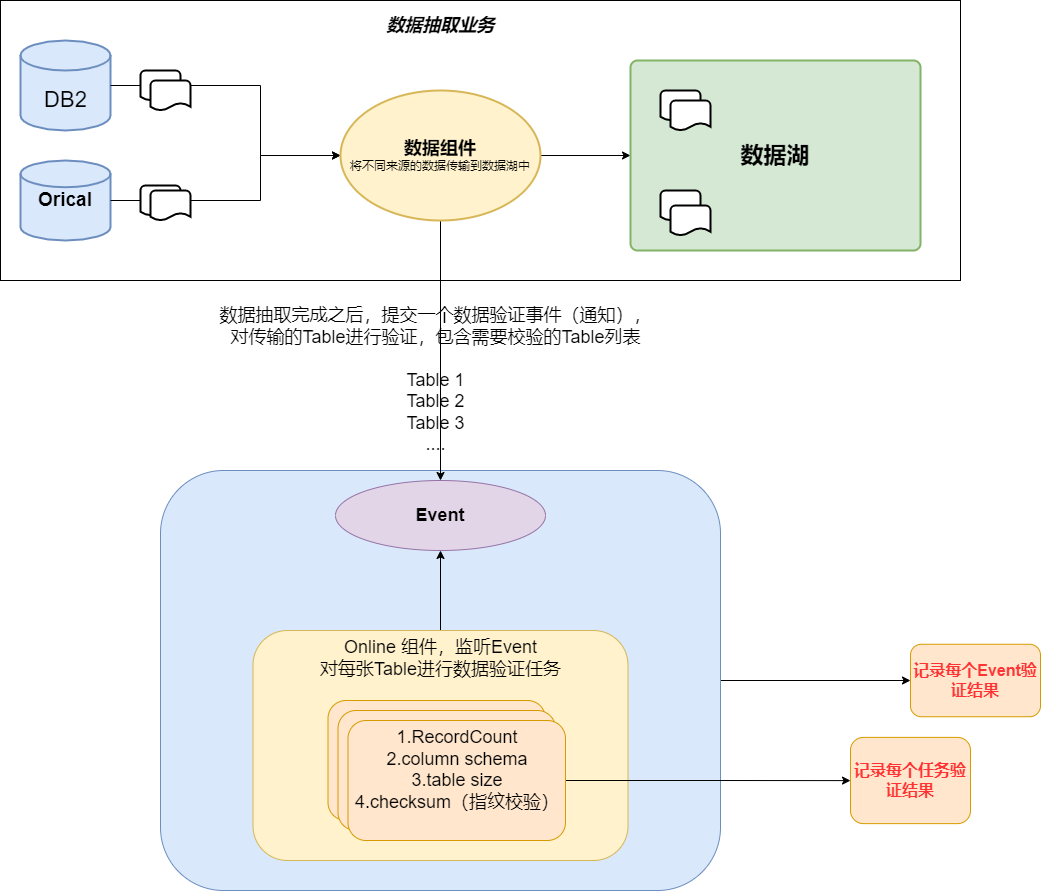 数据抽取业务
DB2
Orical
数据组件
将不同来源的数据传输到数据湖中
数据湖
数据抽取完成之后，提交一个数据验证事件（通知），
对传输的Table进行验证，包含需要校验的Table列表
Table 1
Table 2
Table 3
....
Event
Online 组件，监听Event
对每张Table进行数据验证任务
1.RecordCount
2.column schema
3.table size
4.checksum（指纹校验）
记录每个Event验
证结果
记录每个任务验
证结果